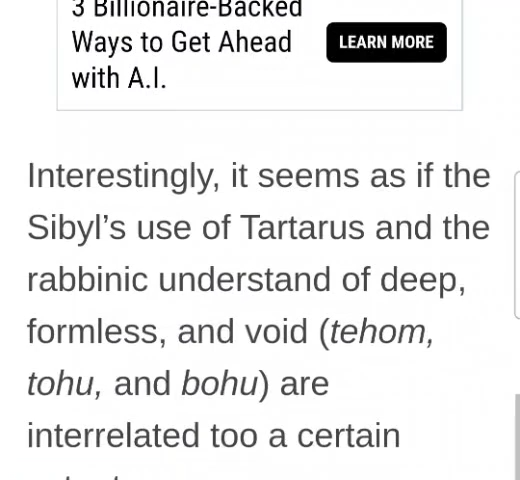 3 Billionaire-Backed
Ways to Get Ahead
with A.I.
LEARN MORE
Interestingly, it seems as if the
Sibyl’s use of Tartarus and the
rabbinic understand of deep,
formless, and void (tehom,
tohu, and bohu) are
interrelated too a certain